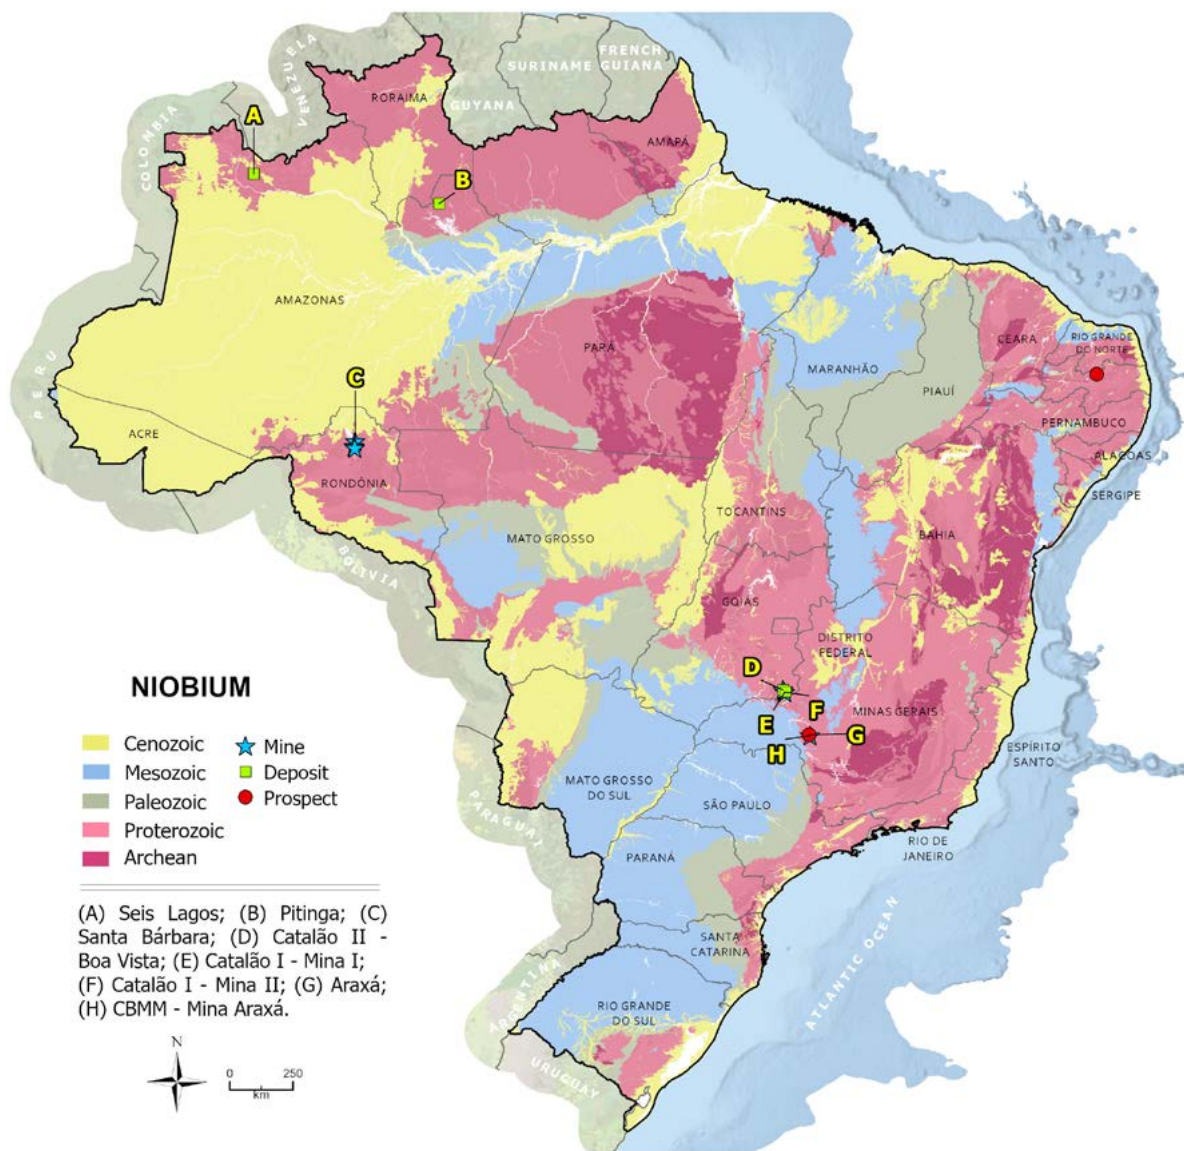 VENEZUELA
SURINAME
FRENCH
GUIANA
COLOMBIA
RORAIMA
GUYANA
A
AMAPÁ
B
AMAZONAS
PERU
PARÁ
CEARA
RIO GRANDE
DO NORTE
MARANHÃO
C
PIAUÍ
ACRE
PERNAMBUCO
ALAGOAS
RONDÔNIA
SERGIPE
TOCANTINS
MATO GROSSO
BAHIA
BOLIVIA
GOIÁS
DISTRITO
FEDERAL
D
NIOBIUM
E
F
MINAS GERAIS
H
G
ESPÍRITO
SANTO
Cenozoic
Mesozoic
Paleozoic
Proterozoic
Archean
Mine
Deposit
Prospect
MATO GROSSO
DO SUL
SÃO PAULO
PARAGUAI
RIO DE
JANEIRO
PARANÁ
(A) Seis Lagos; (B) Pitinga; (C)
Santa Bárbara; (D) Catalão II -
Boa Vista; (E) Catalão I - Mina I;
(F) Catalão I - Mina II; (G) Araxá;
(H) CBMM - Mina Araxá.
SANTA
CATARINA
ATLANTIC OCEAN
ARGENTINA
RIO GRANDE
DO SUL
URUGUAY
N
0 250
km